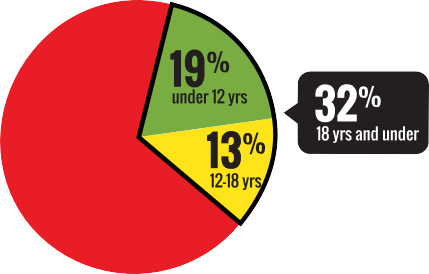 19%
under 12 yrs
13%
12-18 yrs
32%
18 yrs and under